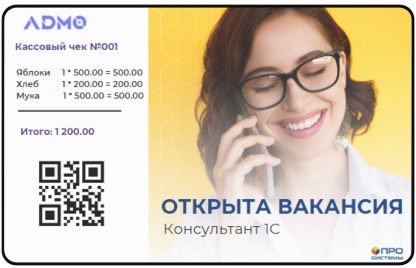 ADMO
Кассовый чек №001
Яблоки 1 * 500.00 = 500.00
Хлеб 1 * 200.00 = 200.00
Мука 1 * 500.00 = 500.00
Итого: 1 200.00
ОТКРЫТА ВАКАНСИЯ
Консультант 1С
ПРО
СИСТЕМЫ